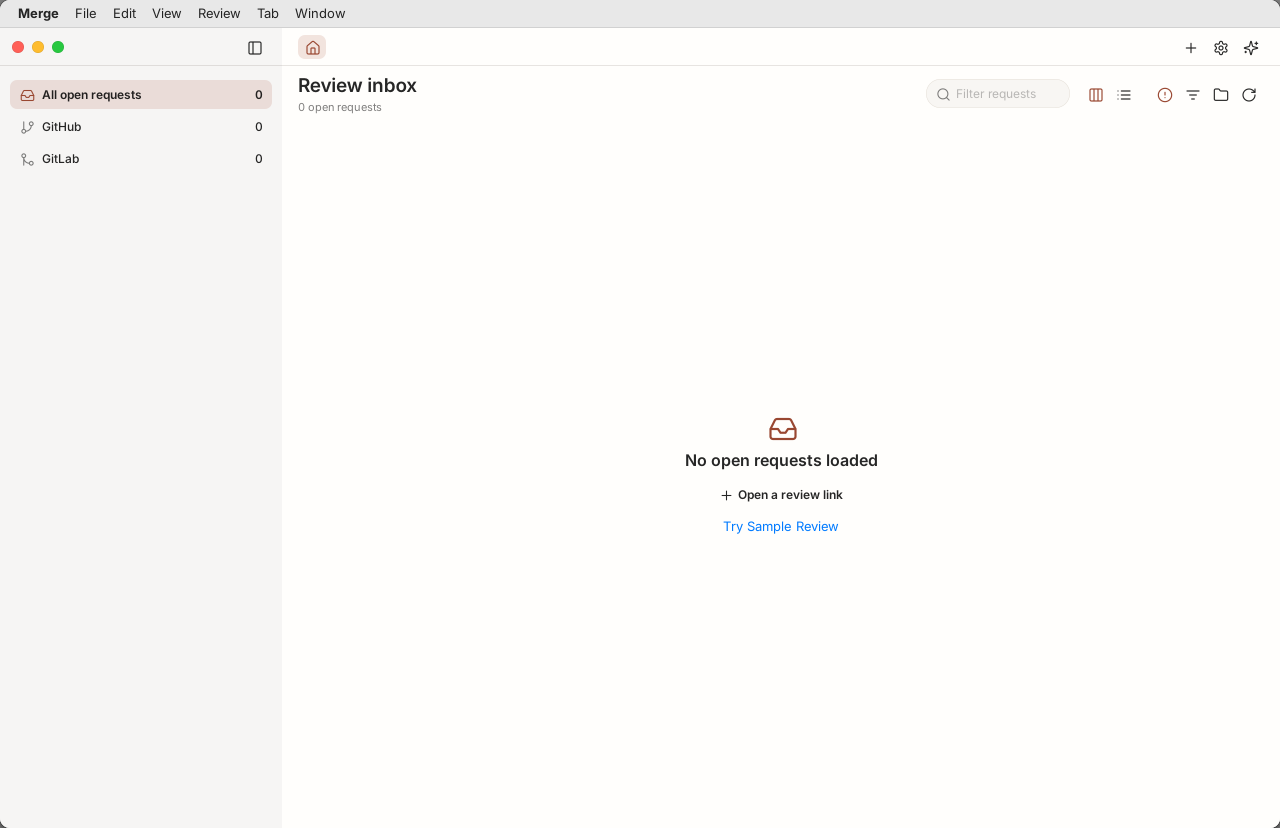 Merge File Edit View Review Tab Window
All open requests 0
GitHub 0
GitLab 0
Review inbox
0 open requests
Filter requests
No open requests loaded
Open a review link
Try Sample Review